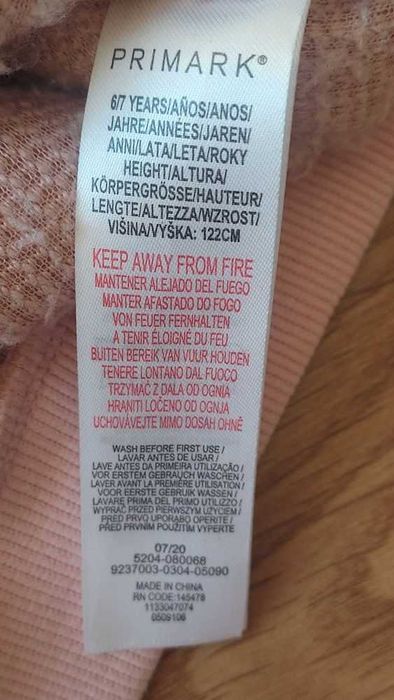 PRIMARK®
6/7 YEARS/AÑOS/ANOS/
JAHRE/ANNÉES/JAREN/
ANNI/LATA/LETA/ROKY
HEIGHT/ALTURA/
KÖRPERGRÖSSE/HAUTEUR/
LENGTE/ALTEZZA/WZROST/
VIŠINA/VYŠKA: 122CM
KEEP AWAY FROM FIRE
MANTENER ALEJADO DEL FUEGO
MANTER AFASTADO DO FOGO
VON FEUER FERNHALTEN
A TENIR ÉLOIGNÉ DU FEU
BUITEN BEREIK VAN VUUR HOUDEN
TENERE LONTANO DAL FUOCO
TRZYMAĆ Z DALA OD OGNIA
HRANITI LOČENO OD OGNJA
UCHOVÁVEJTE MIMO DOSAH OHNĚ
WASH BEFORE FIRST USE /
LAVAR ANTES DE USAR /
LAVE ANTES DA PRIMEIRA UTILIZAÇÃO /
VOR ERSTEM GEBRAUCH WASCHEN /
LAVER AVANT LA PREMIÈRE UTILISATION /
VOOR EERSTE GEBRUIK WASSEN /
LAVARE PRIMA DEL PRIMO UTILIZZO /
WYPRAĆ PRZED PIERWSZYM UŻYCIEM /
PRED PRVO UPORABO OPERITE /
PŘED PRVNÍM POUŽITÍM VYPERTE
07/20
5204-080068
9237003-0304-05090
MADE IN CHINA
RN CODE:145478
1133047074
0509106